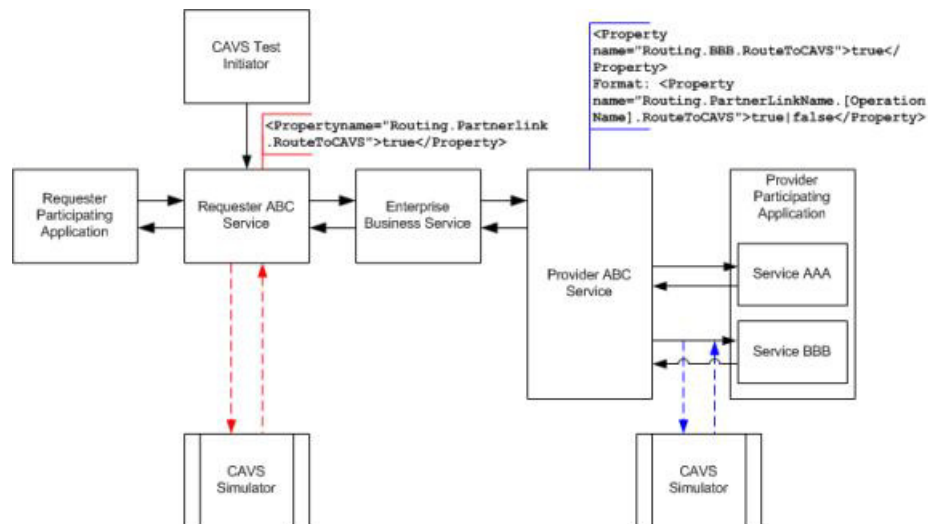 CAVS Test
Initiator
<Property
name="Routing.BBB.RouteToCAVS">true</
Property>
Format: <Property
name="Routing.PartnerLinkName.[Operation
Name].RouteToCAVS">true|false</Property>
<Propertyname="Routing.Partnerlink
.RouteToCAVS">true</Property>
Requester
Participating
Application
Requester ABC
Service
Enterprise
Business Service
Provider ABC
Service
Provider
Participating
Application
Service AAA
Service BBB
CAVS
Simulator
CAVS
Simulator